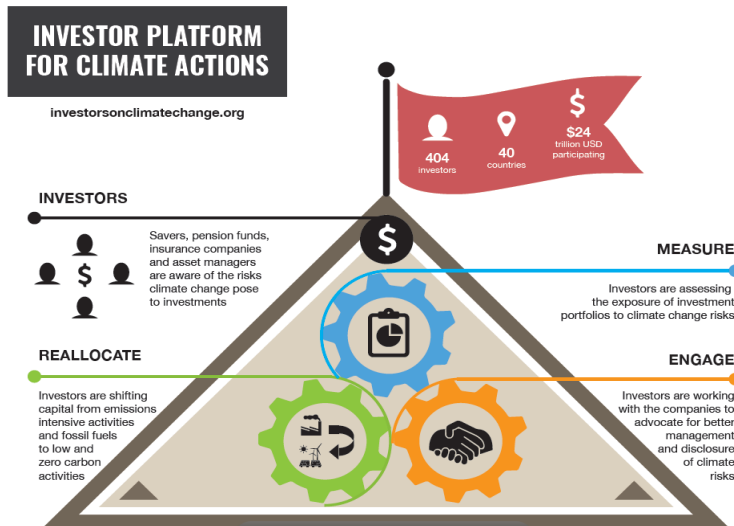 INVESTOR PLATFORM
FOR CLIMATE ACTIONS
investorsonclimatechange.org
404
investors
40
countries
$
$24
trillion USD
participating
INVESTORS
$
Savers, pension funds,
insurance companies
and asset managers
are aware of the risks
climate change pose
to investments
$
MEASURE
Investors are assessing
the exposure of investment
portfolios to climate change risks
REALLOCATE
Investors are shifting
capital from emissions
intensive activities
and fossil fuels
to low and
zero carbon
activities
ENGAGE
Investors are working
with the companies to
advocate for better
management
and disclosure
of climate
risks